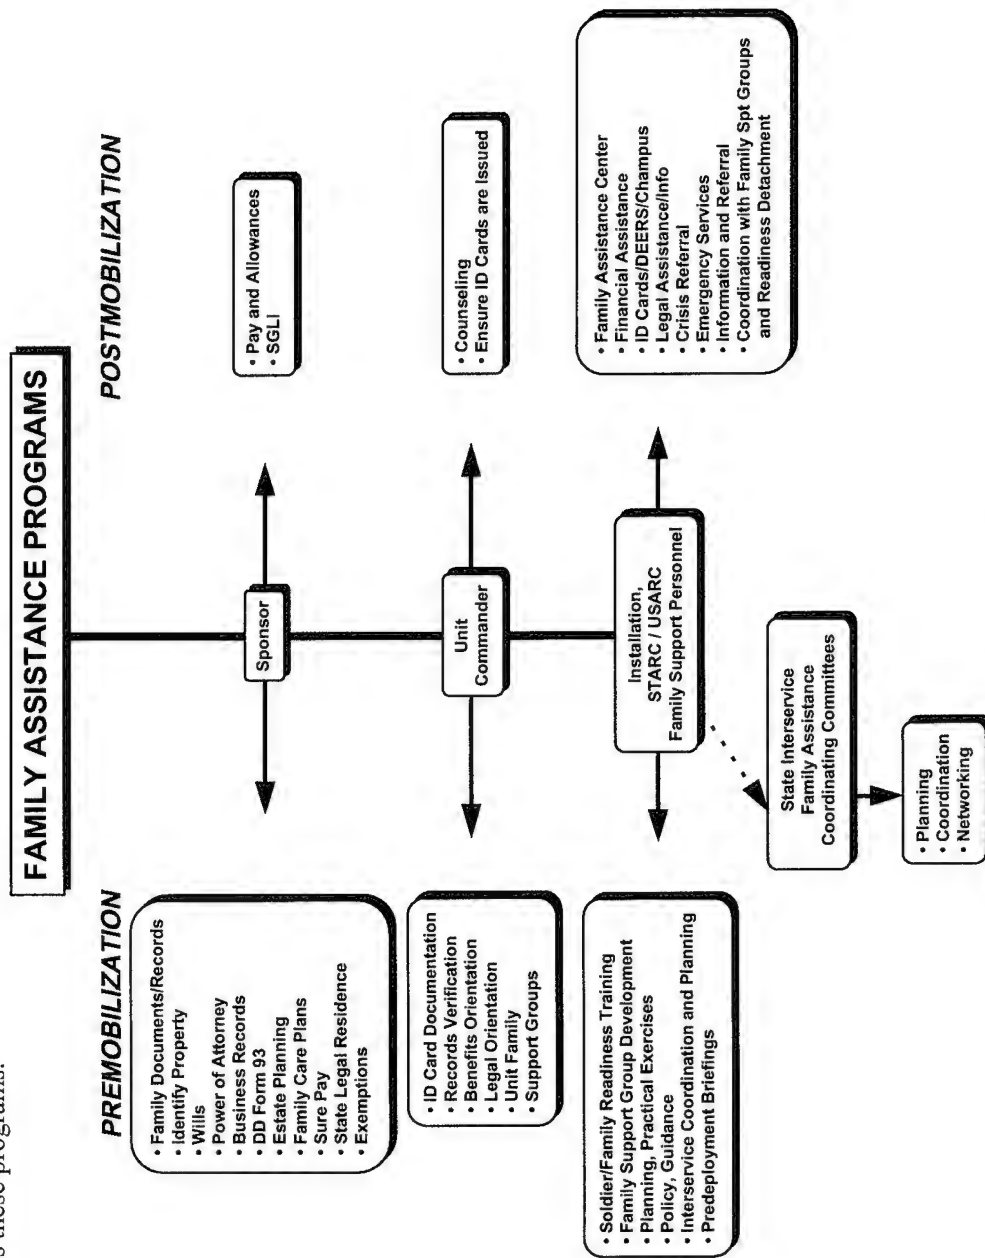 s these programs.
FAMILY ASSISTANCE PROGRAMS
PREMOBILIZATION
POSTMOBILIZATION
• Family Documents/Records
• Identify Property
• Wills
• Power of Attorney
• Business Records
• DD Form 93
• Estate Planning
• Family Care Plans
• Sure Pay
• State Legal Residence
• Exemptions
Sponsor
• Pay and Allowances
• SGLI
• ID Card Documentation
• Records Verification
• Benefits Orientation
• Legal Orientation
• Unit Family
• Support Groups
Unit
Commander
• Counseling
• Ensure ID Cards are Issued
• Soldier/Family Readiness Training
• Family Support Group Development
• Planning, Practical Exercises
• Policy, Guidance
• Interservice Coordination and Planning
• Predeployment Briefings
Installation,
STARC / USARC
Family Support Personnel
• Family Assistance Center
• Financial Assistance
• ID Cards/DEERS/Champus
• Legal Assistance/Info
• Crisis Referral
• Emergency Services
• Information and Referral
• Coordination with Family Spt Groups
and Readiness Detachment
State Interservice
Family Assistance
Coordinating Committees
• Planning
• Coordination
• Networking